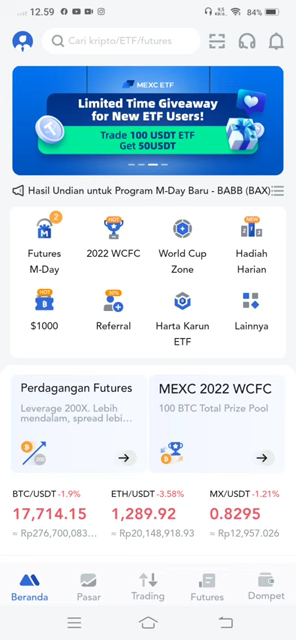 12.59
84%
Cari kripto/ETF/futures
MEXC ETF
Limited Time Giveaway
for New ETF Users!
Trade 100 USDT ETF
Get 50USDT
Hasil Undian untuk Program M-Day Baru - BABB (BAX)
2
HOT
NEW
Futures
M-Day
2022 WCFC
World Cup
Zone
Hadiah
Harian
HOT
$1000
Referral
Harta Karun
ETF
Lainnya
Perdagangan Futures
Leverage 200X. Lebih
mendalam, spread lebi...
MEXC 2022 WCFC
100 BTC Total Prize Pool
BTC/USDT -1.9%
17,714.15
≈ Rp276,700,083...
ETH/USDT -3.58%
1,289.92
≈ Rp20,148,918.93
MX/USDT -1.21%
0.8295
≈ Rp12,957.026
Beranda
Pasar
Trading
Futures
Dompet